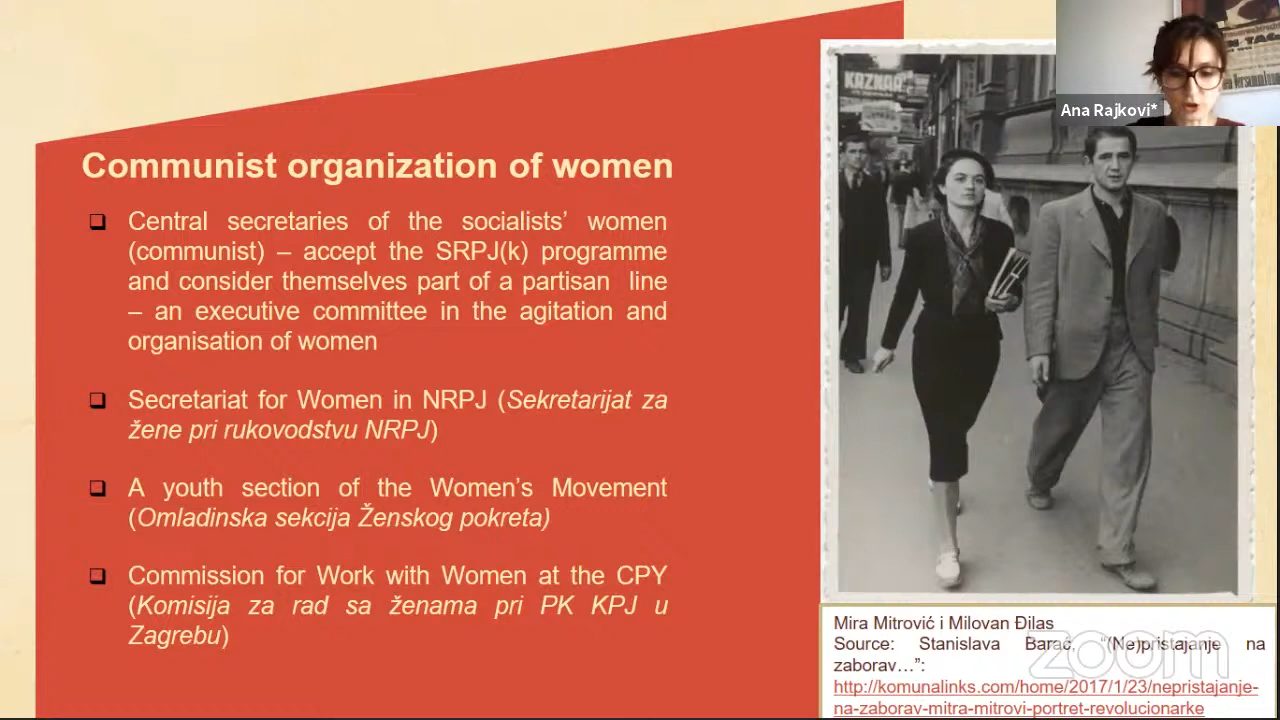 KAZNAR
Ana Rajkovi*
Communist organization of women
Central secretaries of the socialists’ women
(communist) – accept the SRPJ(k) programme
and consider themselves part of a partisan line
– an executive committee in the agitation and
organisation of women
Secretariat for Women in NRPJ (Sekretarijat za
žene pri rukovodstvu NRPJ)
A youth section of the Women’s Movement
(Omladinska sekcija Ženskog pokreta)
Commission for Work with Women at the CPY
(Komisija za rad sa ženama pri PK KPJ u
Zagrebu)
Mira Mitrović i Milovan Đilas
Source: Stanislava Barać, “(Ne)pristajanje na
zaborav…”:
http://komunalinks.com/home/2017/1/23/nepristajanje-
na-zaborav-mitra-mitrovi-portret-revolucionarke
zoom